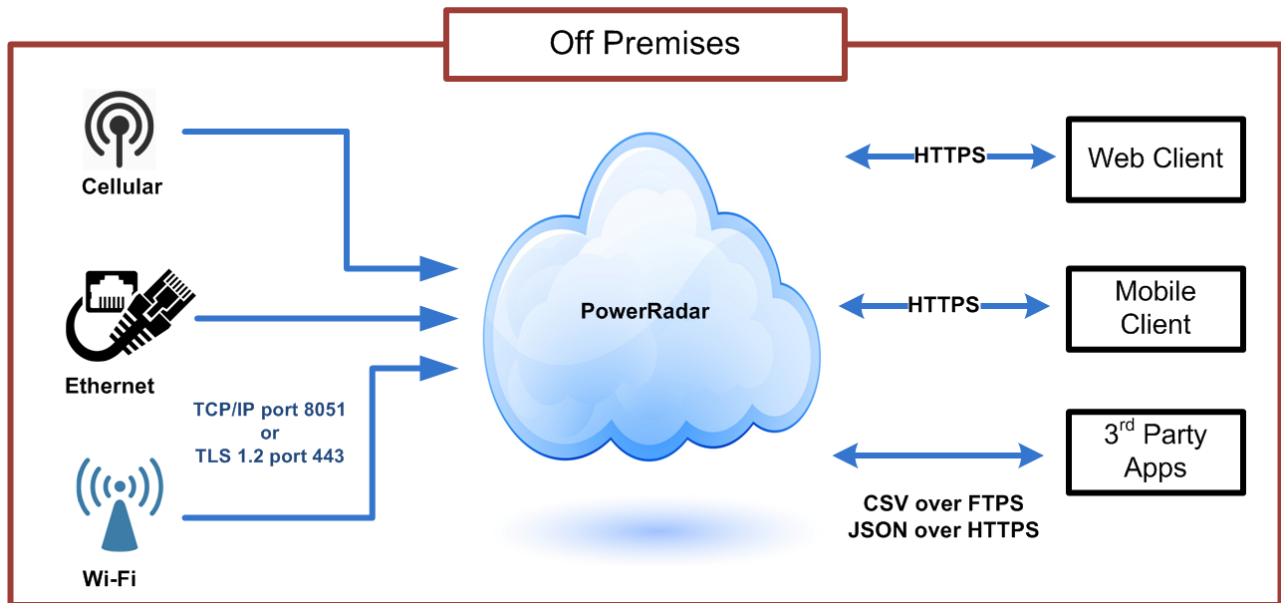 Off Premises
Cellular
Ethernet
TCP/IP port 8051
or
TLS 1.2 port 443
Wi-Fi
PowerRadar
HTTPS
Web Client
HTTPS
Mobile
Client
3rd Party
Apps
CSV over FTPS
JSON over HTTPS